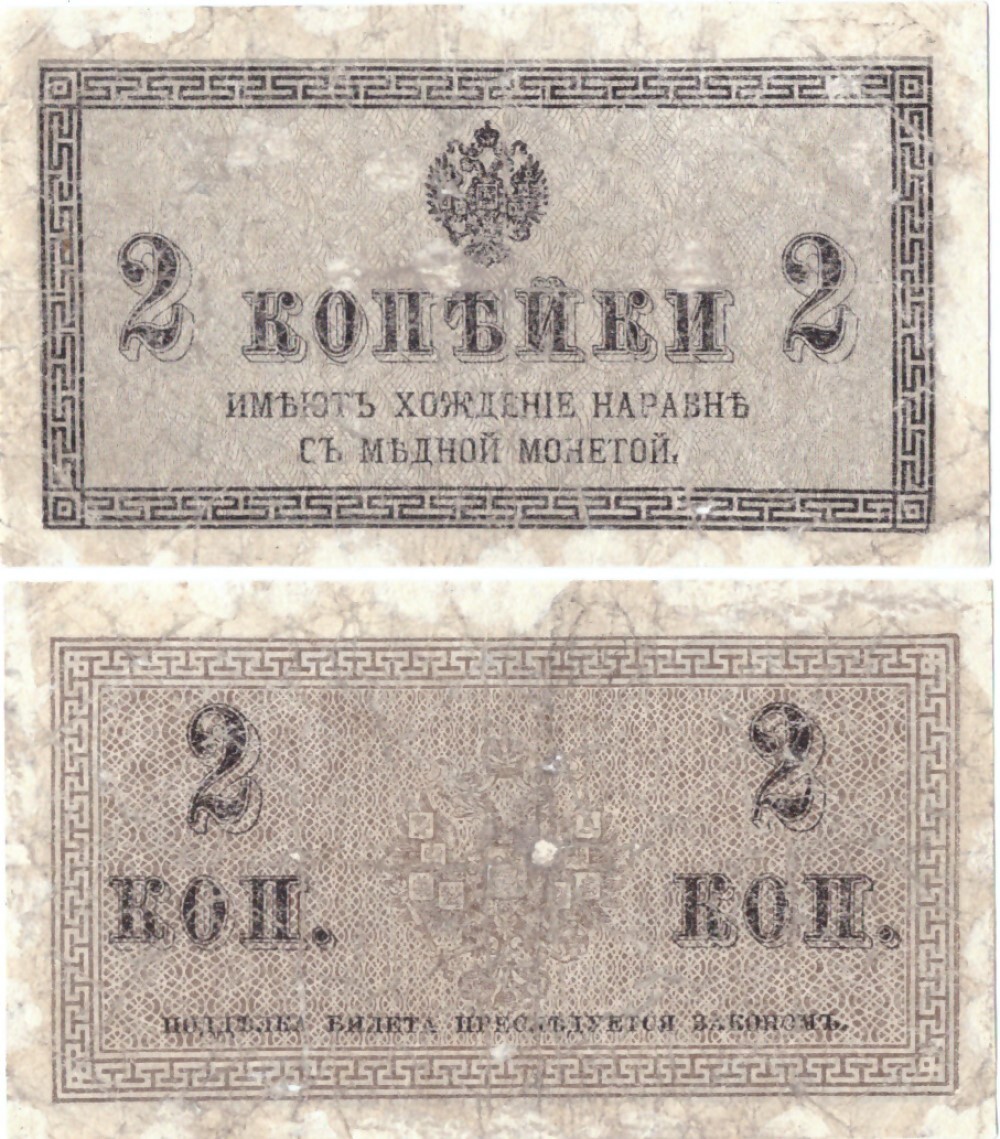 2 КОПѢЙКИ 2
ИМѢЮТЪ ХОЖДЕНІЕ НАРАВНѢ
СЪ МѢДНОЙ МОНЕТОЙ.
2 2
КОП. КОП.
ПОДДѢЛКА БИЛЕТА ПРЕСЛѢДУЕТСЯ ЗАКОНОМЪ.